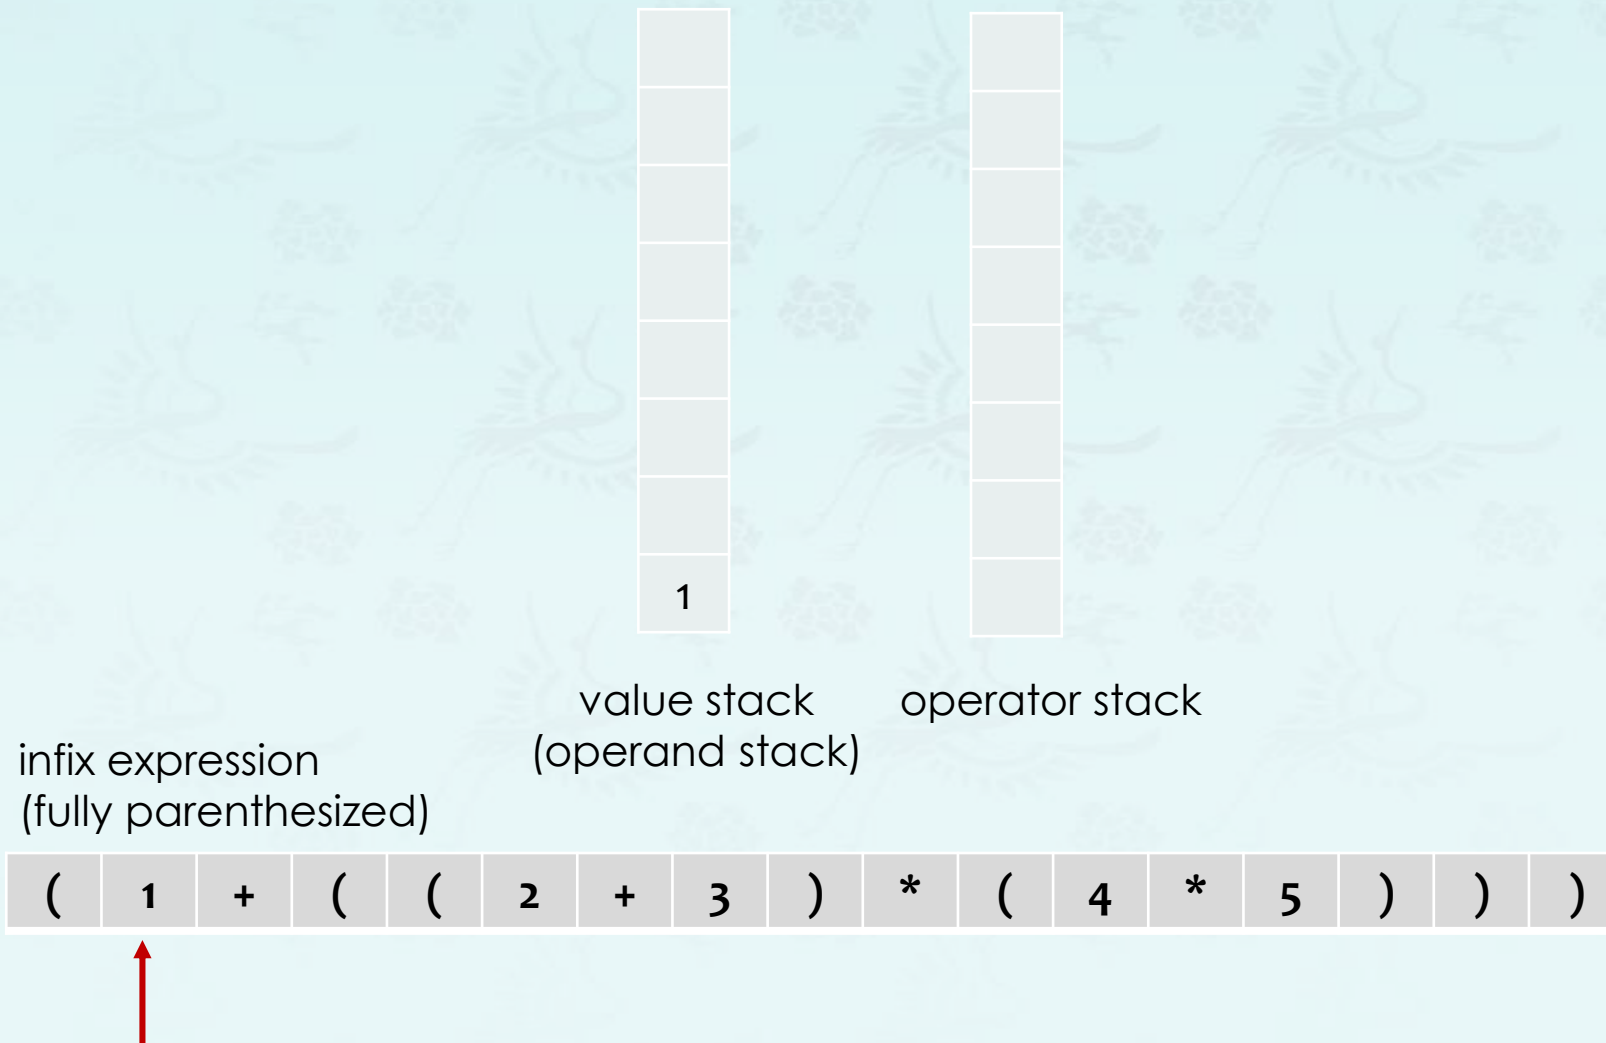 1
value stack
(operand stack)
operator stack
infix expression
(fully parenthesized)
( 1 + ( ( 2 + 3 ) * ( 4 * 5 ) ) )